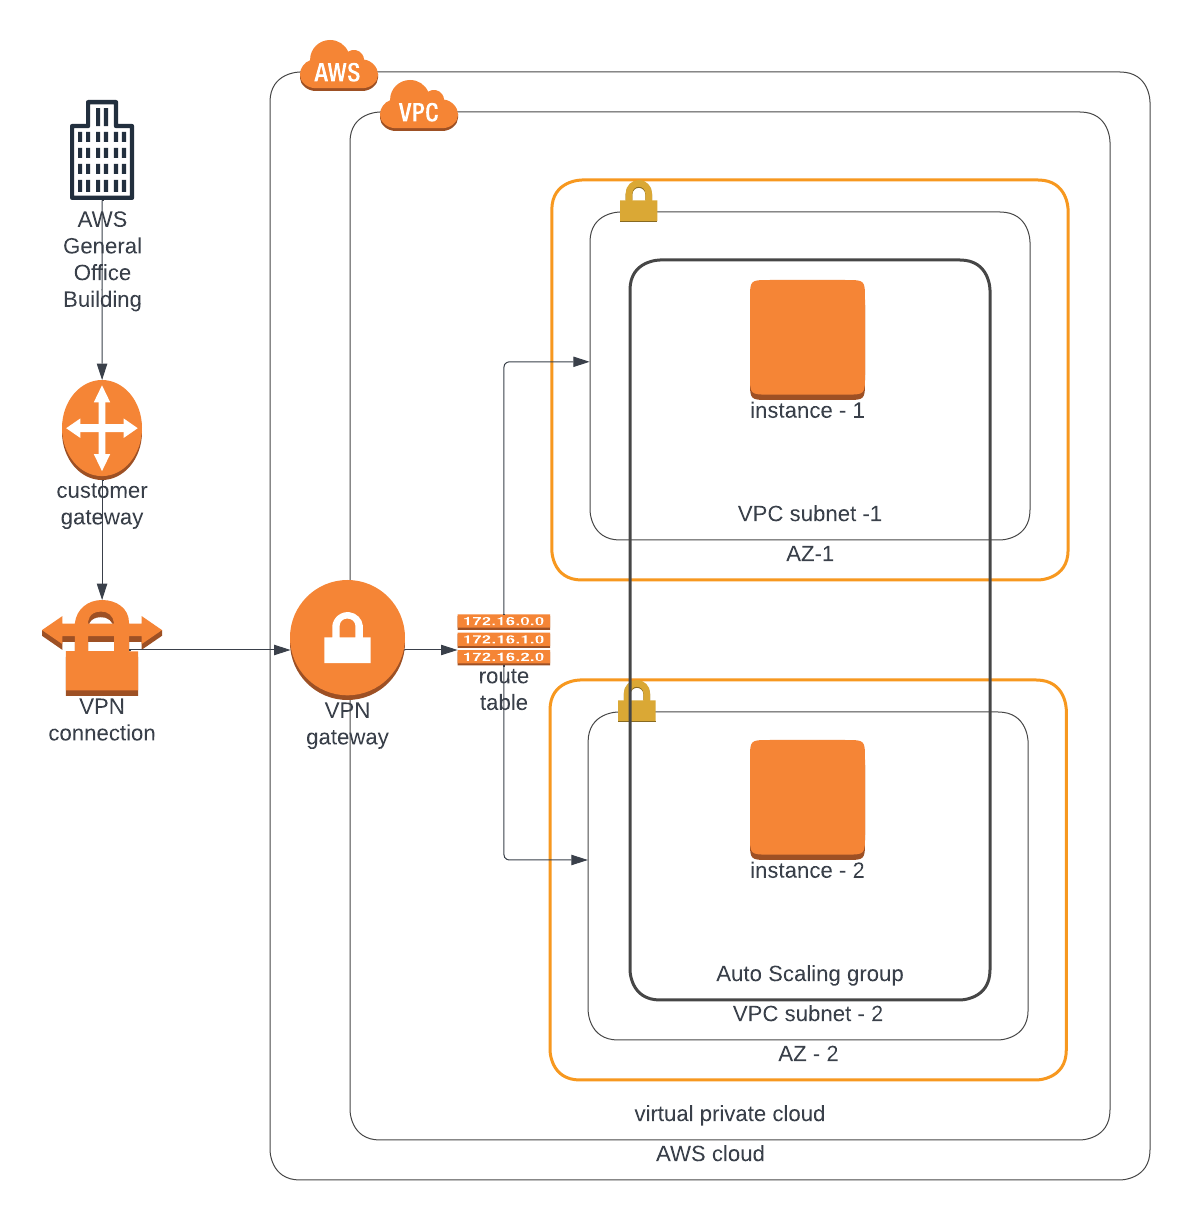 AWS
VPC
AWS
General
Office
Building
instance - 1
customer
gateway
VPC subnet -1
AZ-1
172.16.0.0
172.16.1.0
172.16.2.0
route
table
VPN
connection
VPN
gateway
instance - 2
Auto Scaling group
VPC subnet - 2
AZ - 2
virtual private cloud
AWS cloud